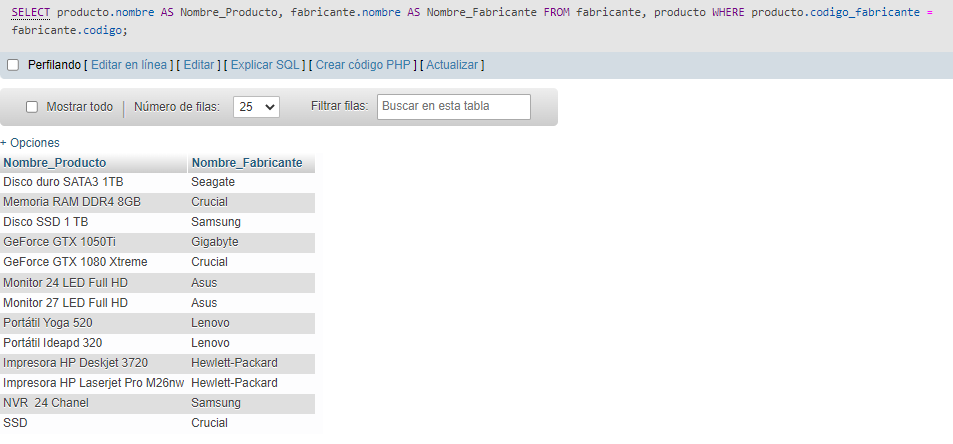 SELECT producto.nombre AS Nombre_Producto, fabricante.nombre AS Nombre_Fabricante FROM fabricante, producto WHERE producto.codigo_fabricante =
fabricante.codigo;
Perfilando [ Editar en línea ] [ Editar ] [ Explicar SQL ] [ Crear código PHP ] [ Actualizar ]
Mostrar todo | Número de filas: 25 Filtrar filas: Buscar en esta tabla
+ Opciones
Nombre_Producto Nombre_Fabricante
Disco duro SATA3 1TB Seagate
Memoria RAM DDR4 8GB Crucial
Disco SSD 1 TB Samsung
GeForce GTX 1050Ti Gigabyte
GeForce GTX 1080 Xtreme Crucial
Monitor 24 LED Full HD Asus
Monitor 27 LED Full HD Asus
Portátil Yoga 520 Lenovo
Portátil Ideapd 320 Lenovo
Impresora HP Deskjet 3720 Hewlett-Packard
Impresora HP Laserjet Pro M26nw Hewlett-Packard
NVR  24 Chanel Samsung
SSD Crucial